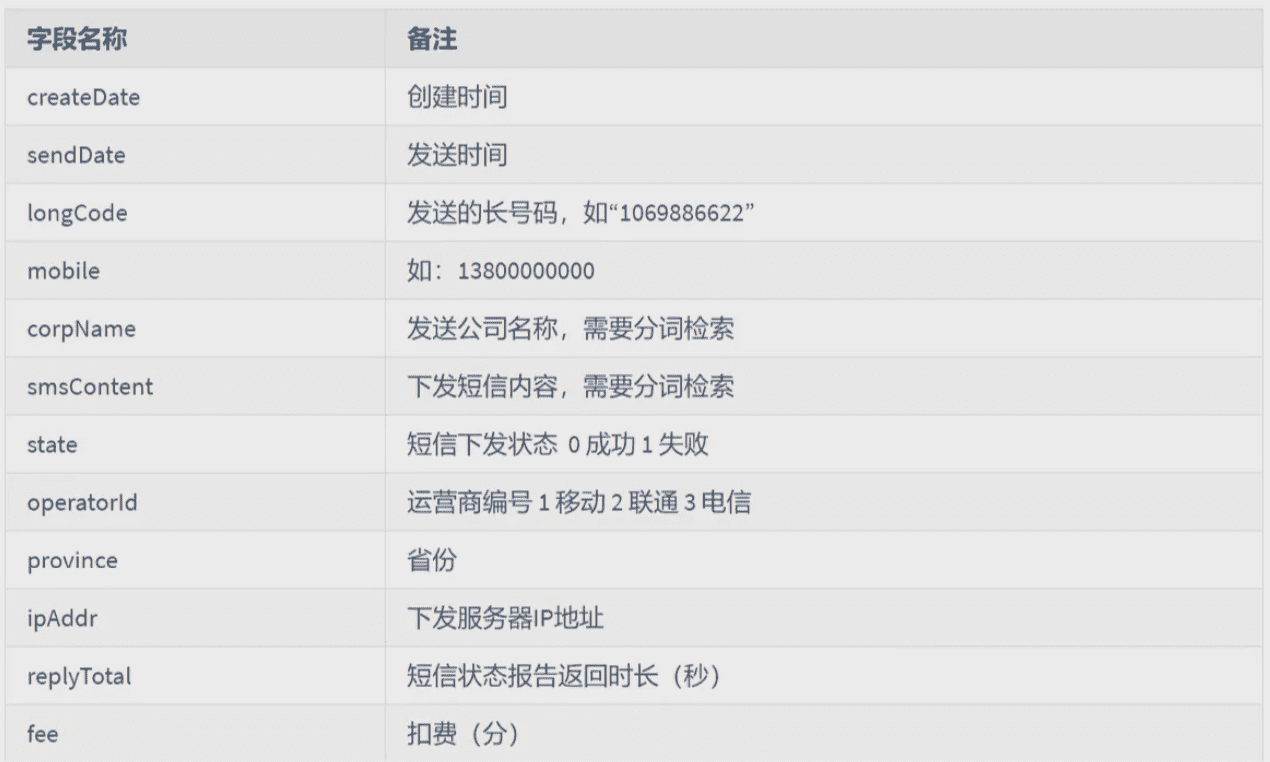 字段名称 备注
createDate 创建时间
sendDate 发送时间
longCode 发送的长号码，如“1069886622”
mobile 如：13800000000
corpName 发送公司名称，需要分词检索
smsContent 下发短信内容，需要分词检索
state 短信下发状态 0 成功 1 失败
operatorId 运营商编号 1 移动 2 联通 3 电信
province 省份
ipAddr 下发服务器IP地址
replyTotal 短信状态报告返回时长（秒）
fee 扣费（分）